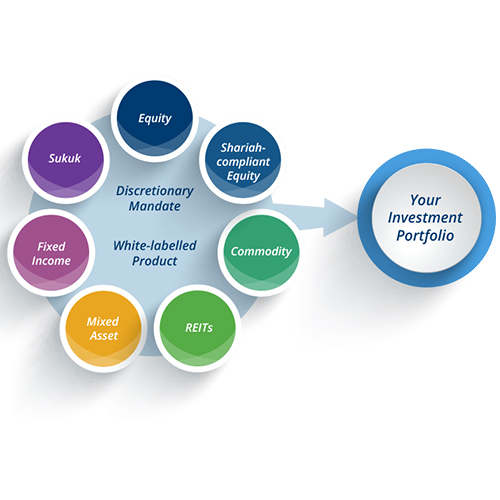 Equity
Shariah-
compliant
Equity
Commodity
REITs
Mixed
Asset
Fixed
Income
Sukuk
Discretionary
Mandate
White-labelled
Product
Your
Investment
Portfolio